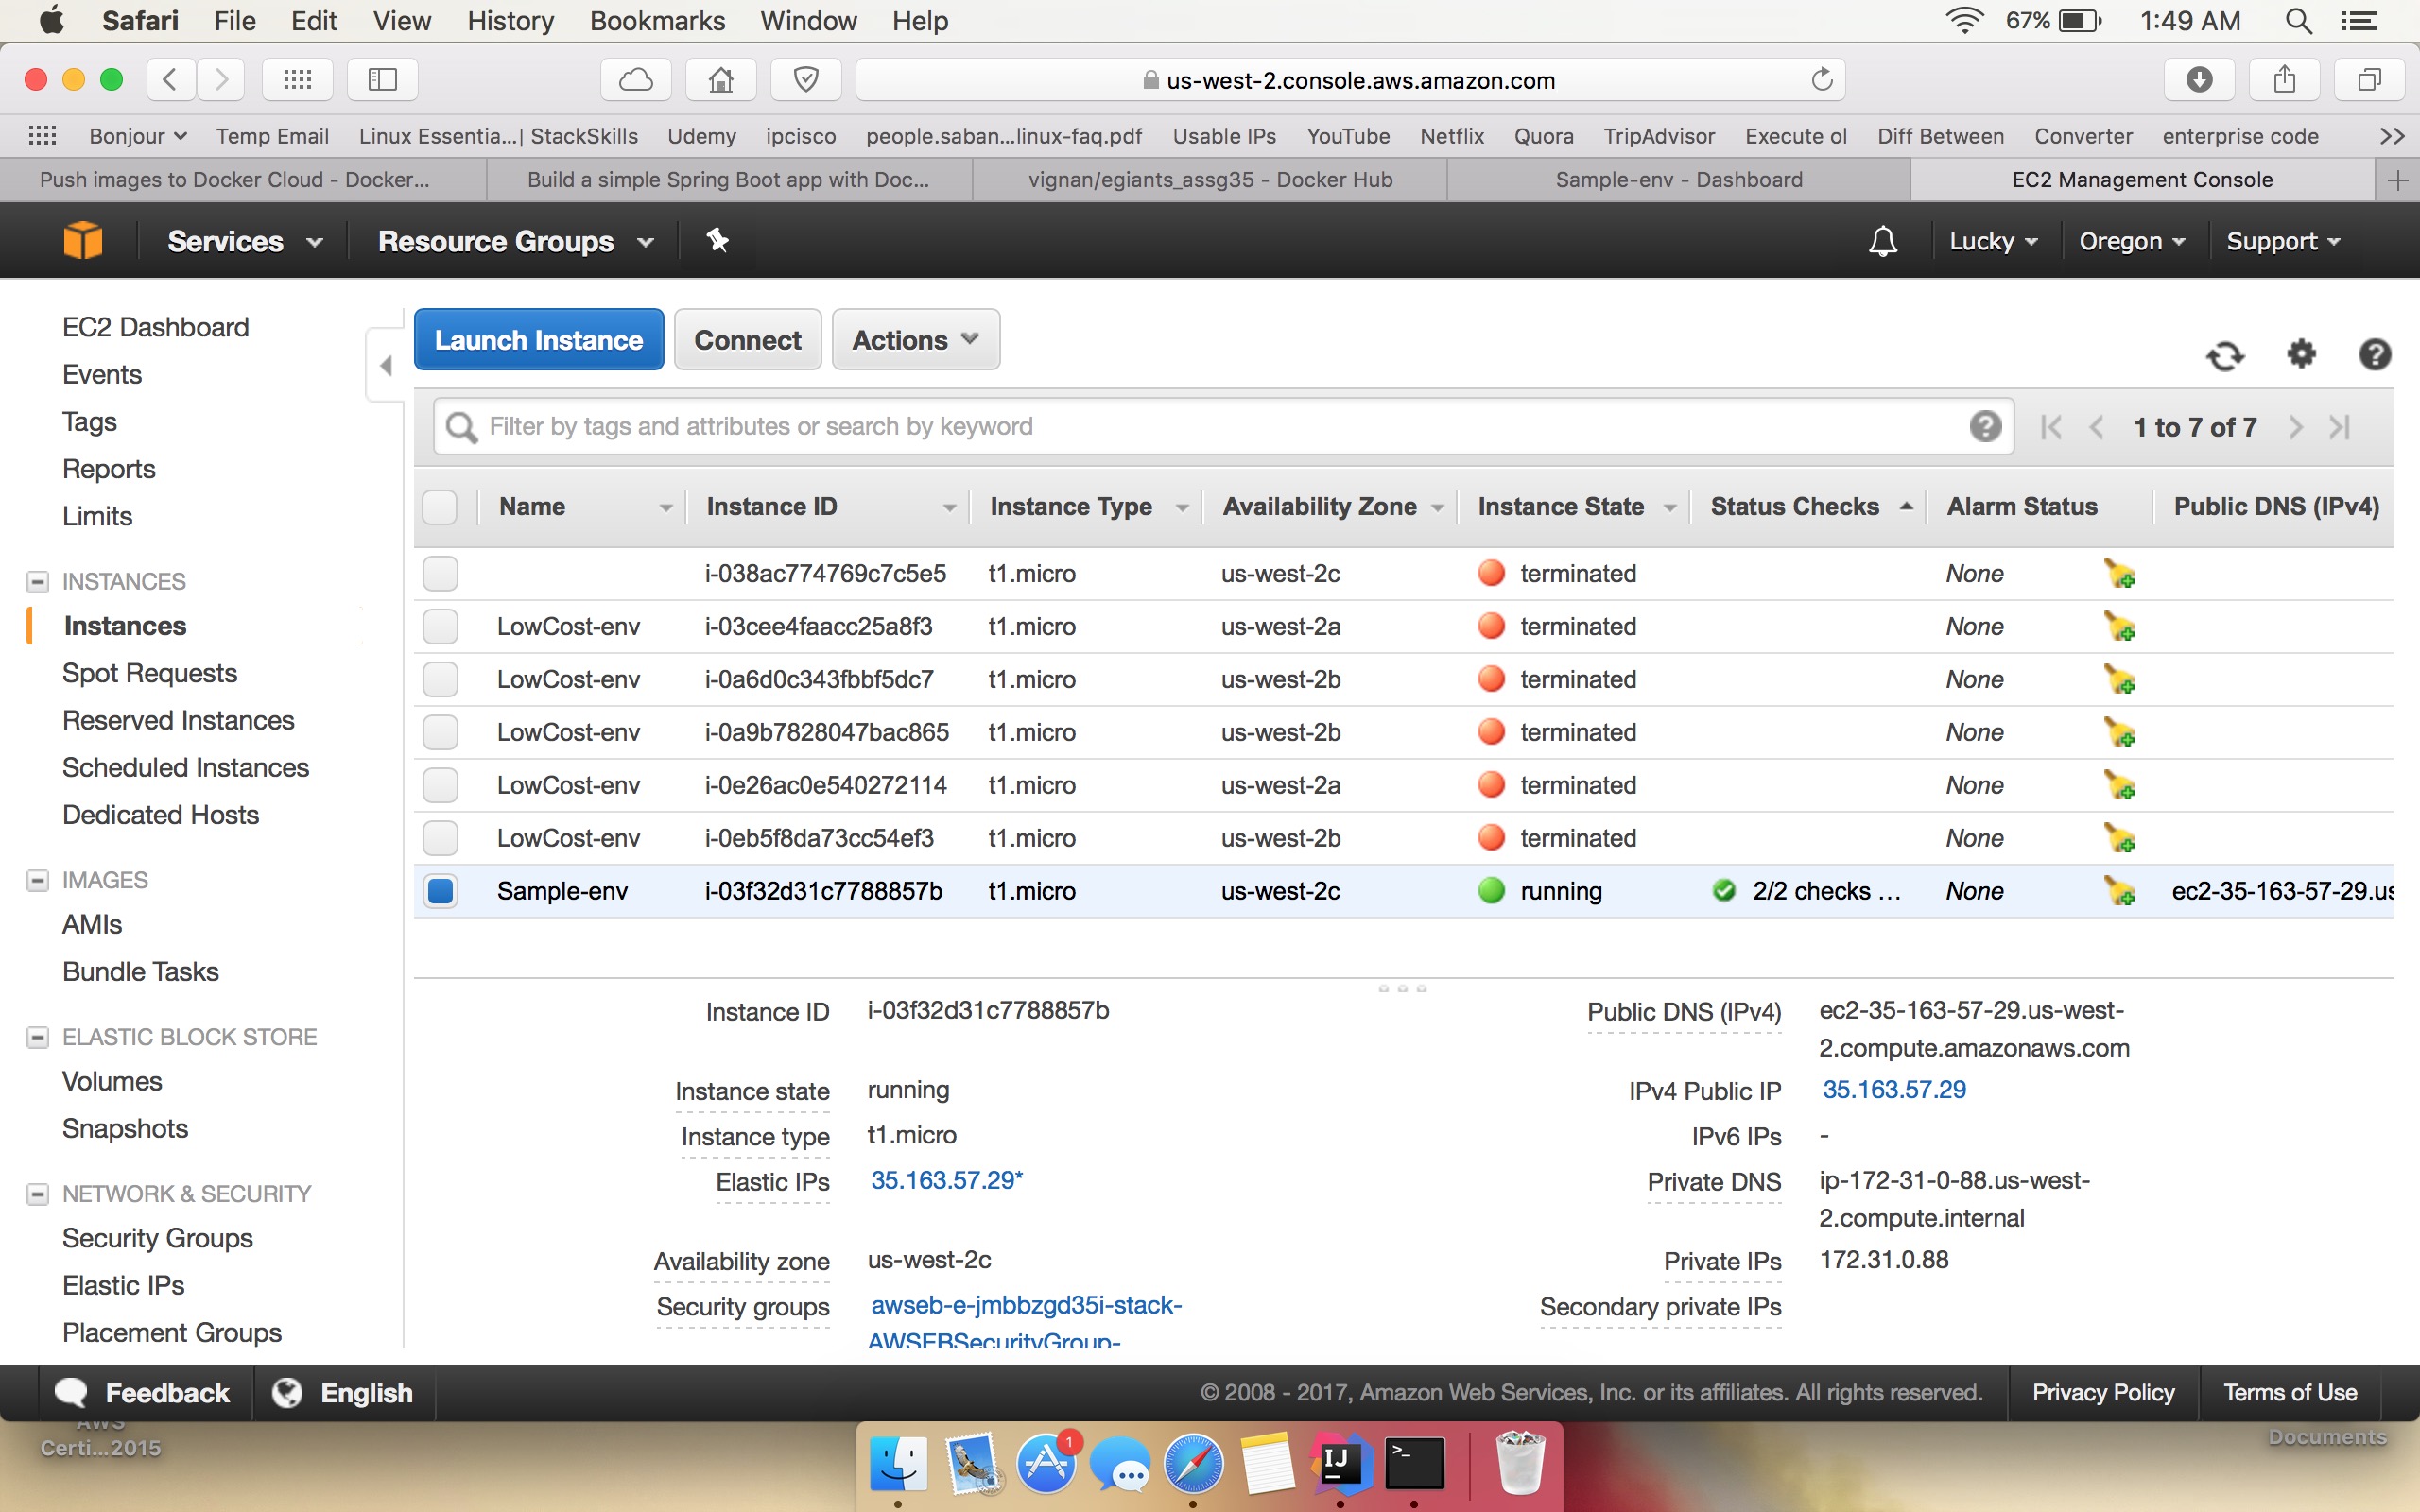 Safari File Edit View History Bookmarks Window Help 67% 1:49 AM
us-west-2.console.aws.amazon.com
Bonjour Temp Email Linux Essentia...| StackSkills Udemy ipcisco people.saban...linux-faq.pdf Usable IPs YouTube Netflix Quora TripAdvisor Execute ol Diff Between Converter enterprise code >>
Push images to Docker Cloud - Docker... Build a simple Spring Boot app with Doc... vignan/egiants_assg35 - Docker Hub Sample-env - Dashboard EC2 Management Console
Services Resource Groups Lucky Oregon Support
EC2 Dashboard
Events
Tags
Reports
Limits
INSTANCES
Instances
Spot Requests
Reserved Instances
Scheduled Instances
Dedicated Hosts
IMAGES
AMIs
Bundle Tasks
ELASTIC BLOCK STORE
Volumes
Snapshots
NETWORK & SECURITY
Security Groups
Elastic IPs
Placement Groups
Launch Instance Connect Actions
Filter by tags and attributes or search by keyword 1 to 7 of 7
Name Instance ID Instance Type Availability Zone Instance State Status Checks Alarm Status Public DNS (IPv4)
i-038ac774769c7c5e5 t1.micro us-west-2c terminated None
LowCost-env i-03cee4faacc25a8f3 t1.micro us-west-2a terminated None
LowCost-env i-0a6d0c343fbbf5dc7 t1.micro us-west-2b terminated None
LowCost-env i-0a9b7828047bac865 t1.micro us-west-2b terminated None
LowCost-env i-0e26ac0e540272114 t1.micro us-west-2a terminated None
LowCost-env i-0eb5f8da73cc54ef3 t1.micro us-west-2b terminated None
Sample-env i-03f32d31c7788857b t1.micro us-west-2c running 2/2 checks ... None ec2-35-163-57-29.us
Instance ID i-03f32d31c7788857b
Instance state running
Instance type t1.micro
Elastic IPs 35.163.57.29*
Availability zone us-west-2c
Security groups awseb-e-jmbbzgd35i-stack-
AWSEBSecurityGroup-
Public DNS (IPv4) ec2-35-163-57-29.us-west-
2.compute.amazonaws.com
IPv4 Public IP 35.163.57.29
IPv6 IPs -
Private DNS ip-172-31-0-88.us-west-
2.compute.internal
Private IPs 172.31.0.88
Secondary private IPs
Feedback English © 2008 - 2017, Amazon Web Services, Inc. or its affiliates. All rights reserved. Privacy Policy Terms of Use
AWS
Certi...2015
Documents
1
IJ
>_